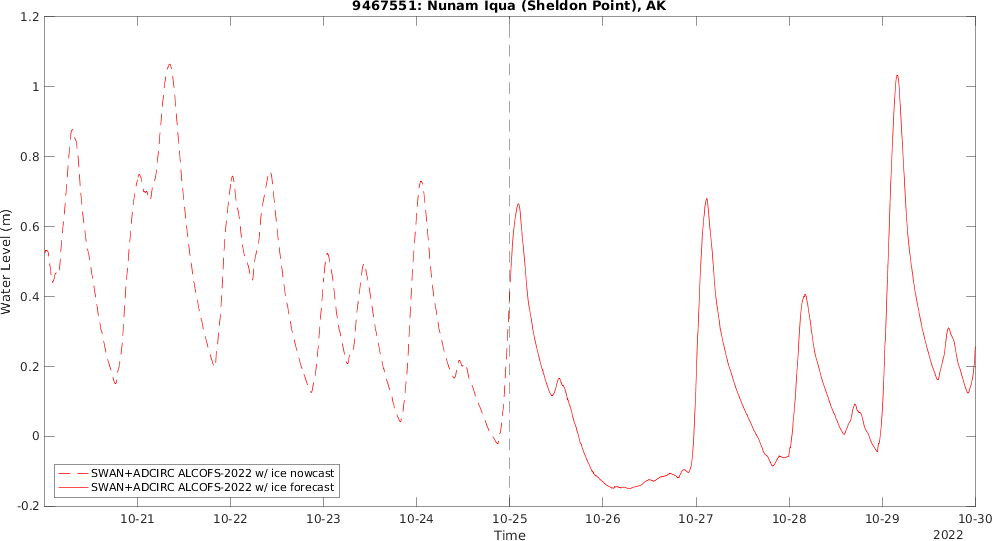 9467551: Nunam Iqua (Sheldon Point), AK
1.2
1
0.8
0.6
0.4
0.2
0
-0.2
Water Level (m)
SWAN+ADCIRC ALCOFS-2022 w/ ice nowcast
SWAN+ADCIRC ALCOFS-2022 w/ ice forecast
10-21 10-22 10-23 10-24 10-25 10-26 10-27 10-28 10-29 10-30
Time
2022